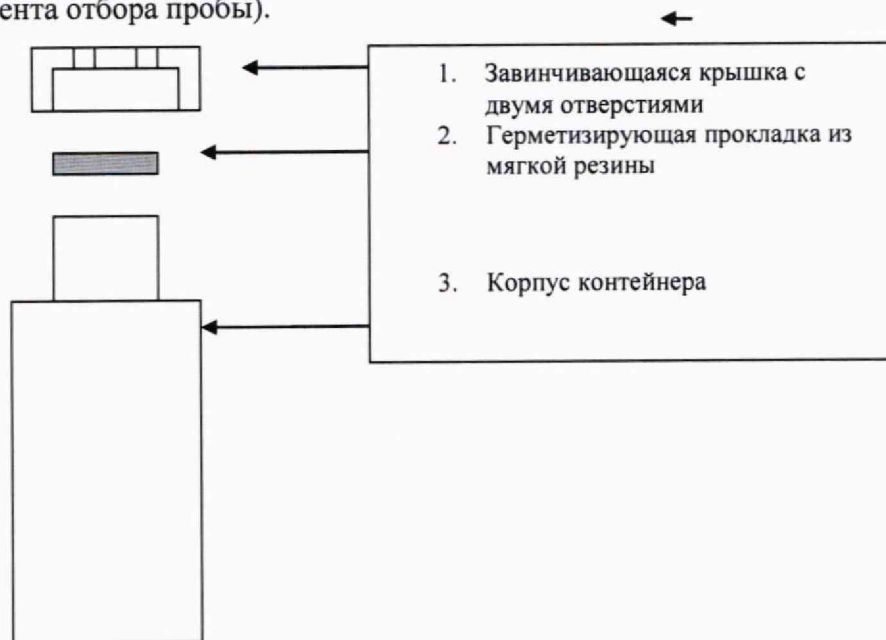 ента отбора пробы).
1. Завинчивающаяся крышка с
двумя отверстиями
2. Герметизирующая прокладка из
мягкой резины
3. Корпус контейнера